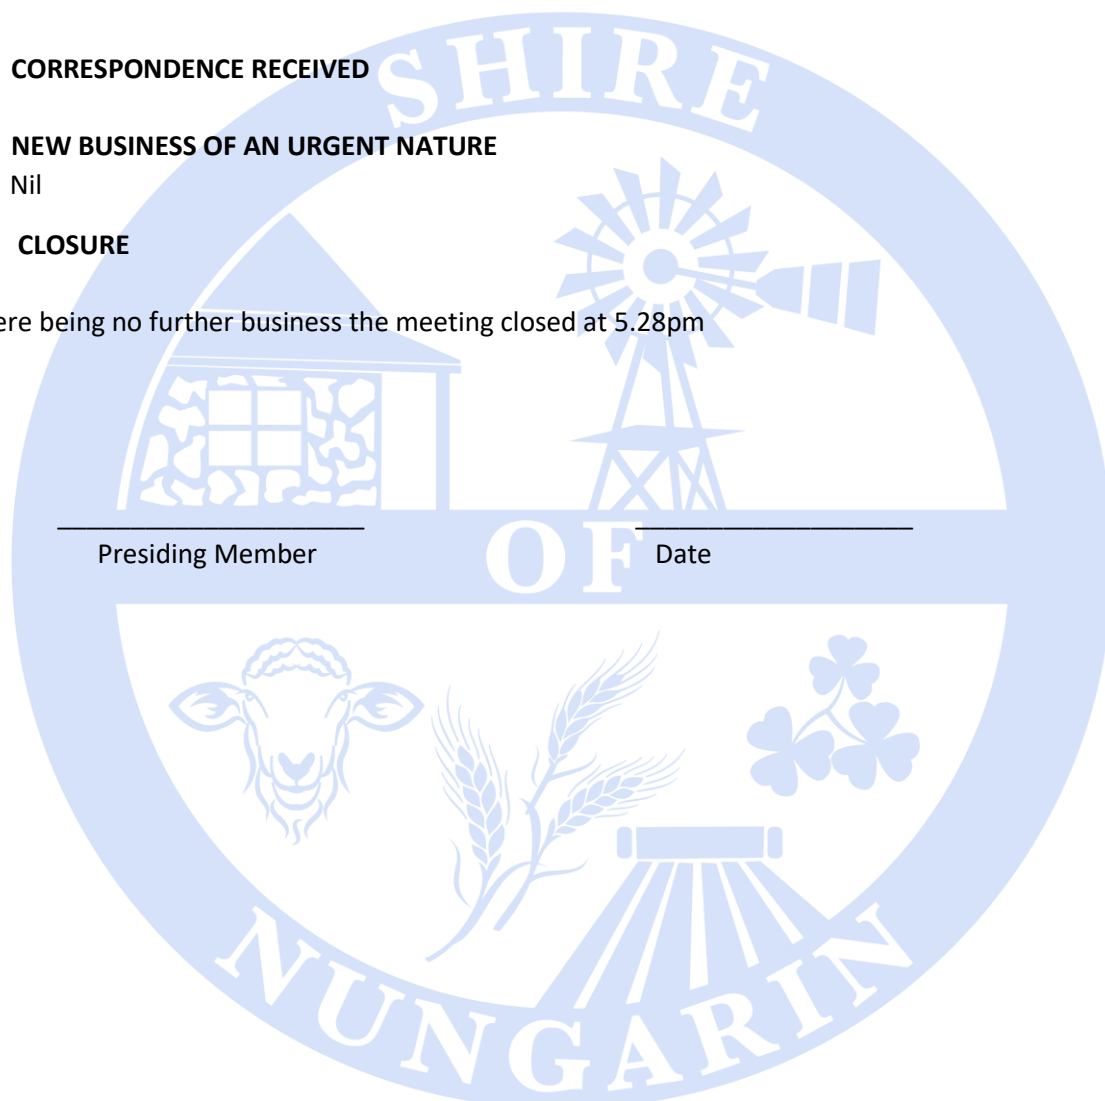 CORRESPONDENCE RECEIVED
NEW BUSINESS OF AN URGENT NATURE
Nil
CLOSURE
ere being no further business the meeting closed at 5.28pm
Presiding Member
Date
SHIRE
OF
NUNGARIN